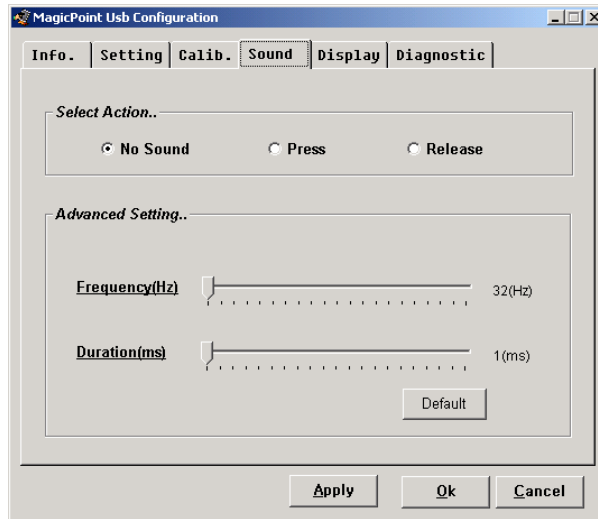 MagicPoint Usb Configuration
Info. Setting Calib. Sound Display Diagnostic
Select Action..
No Sound Press Release
Advanced Setting..
Frequency(Hz) 32(Hz)
Duration(ms) 1(ms)
Default
Apply Ok Cancel